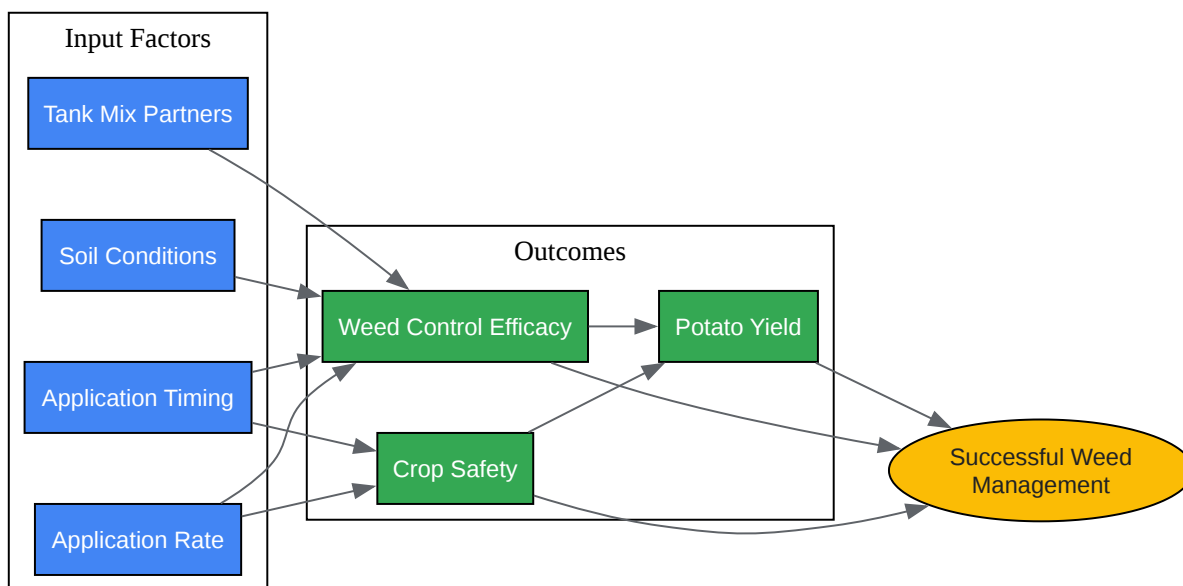 Input Factors
Tank Mix Partners
Soil Conditions
Application Timing
Application Rate
Outcomes
Weed Control Efficacy
Potato Yield
Crop Safety
Successful Weed
Management